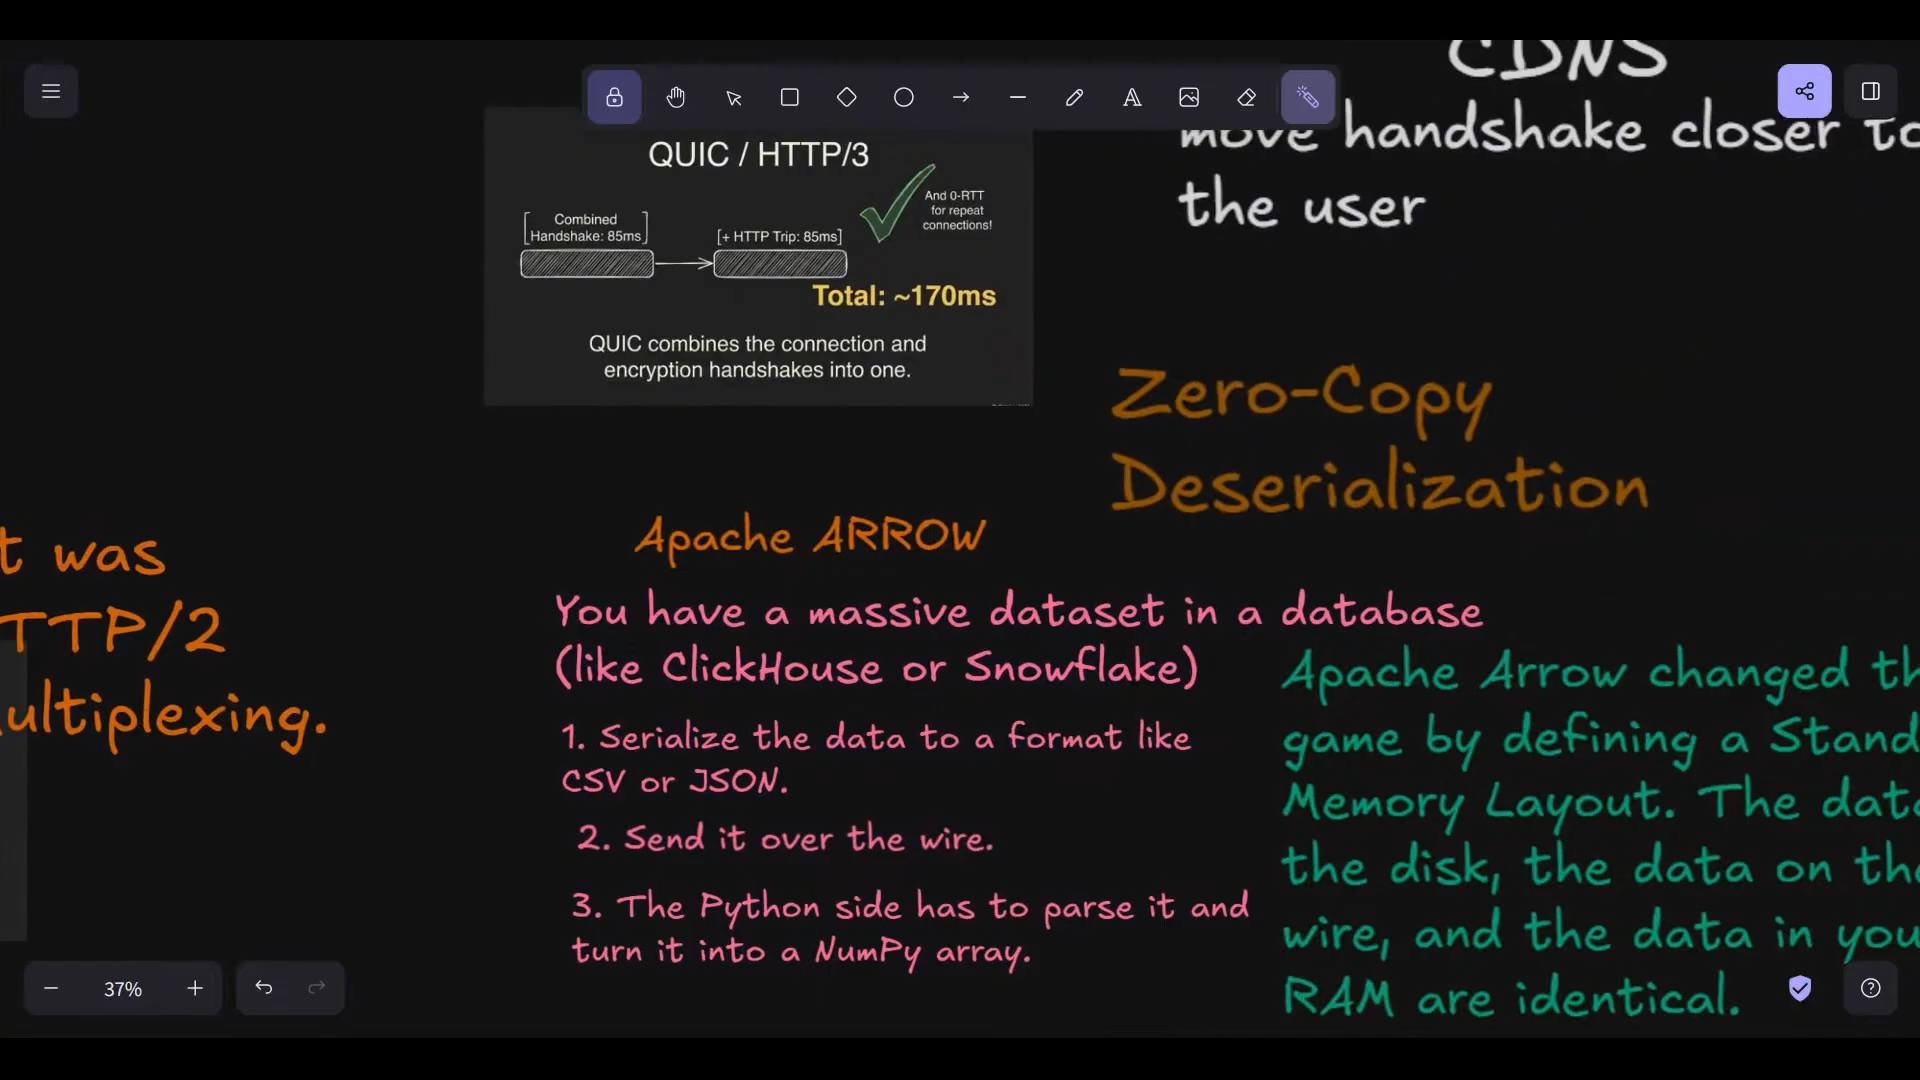 CDNS
move handshake closer to
the user
QUIC / HTTP/3
Combined
Handshake: 85ms
[+ HTTP Trip: 85ms]
And 0-RTT
for repeat
connections!
Total: ~170ms
QUIC combines the connection and
encryption handshakes into one.
Zero-Copy
Deserialization
t was
TTP/2
ultiplexing.
Apache ARROW
You have a massive dataset in a database
(like ClickHouse or Snowflake)
1. Serialize the data to a format like
CSV or JSON.
2. Send it over the wire.
3. The Python side has to parse it and
turn it into a NumPy array.
Apache Arrow changed th
game by defining a Stand
Memory Layout. The data
the disk, the data on the
wire, and the data in you
RAM are identical.
37%